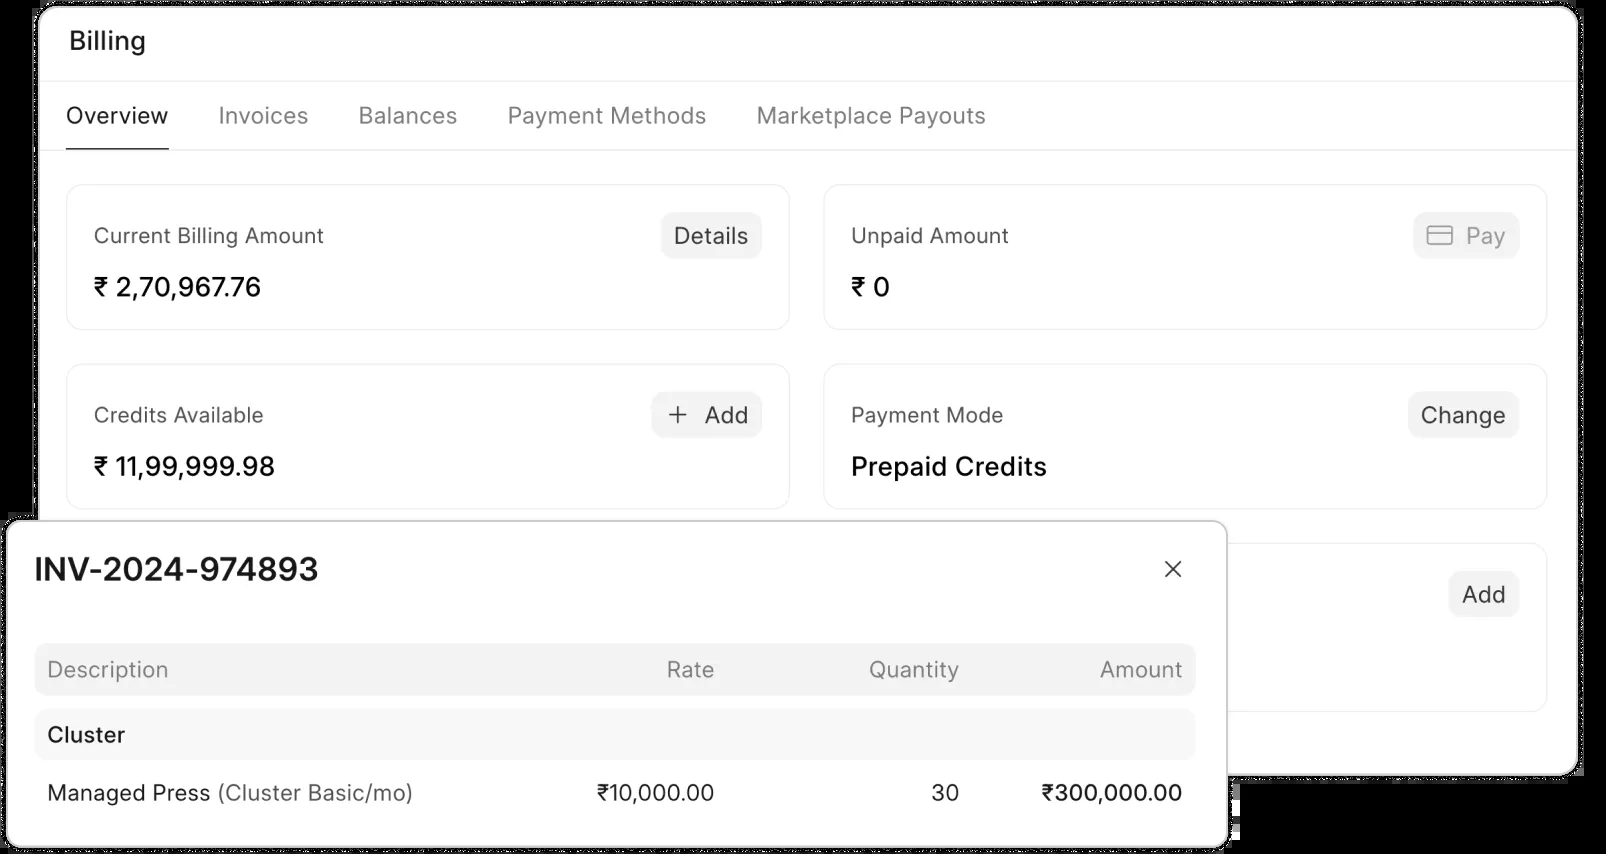 Billing
Overview Invoices Balances Payment Methods Marketplace Payouts
Current Billing Amount Details
₹ 2,70,967.76
Unpaid Amount Pay
₹ 0
Credits Available + Add
₹ 11,99,999.98
Payment Mode Change
Prepaid Credits
Add
INV-2024-974893
Description Rate Quantity Amount
Cluster
Managed Press (Cluster Basic/mo) ₹10,000.00 30 ₹300,000.00